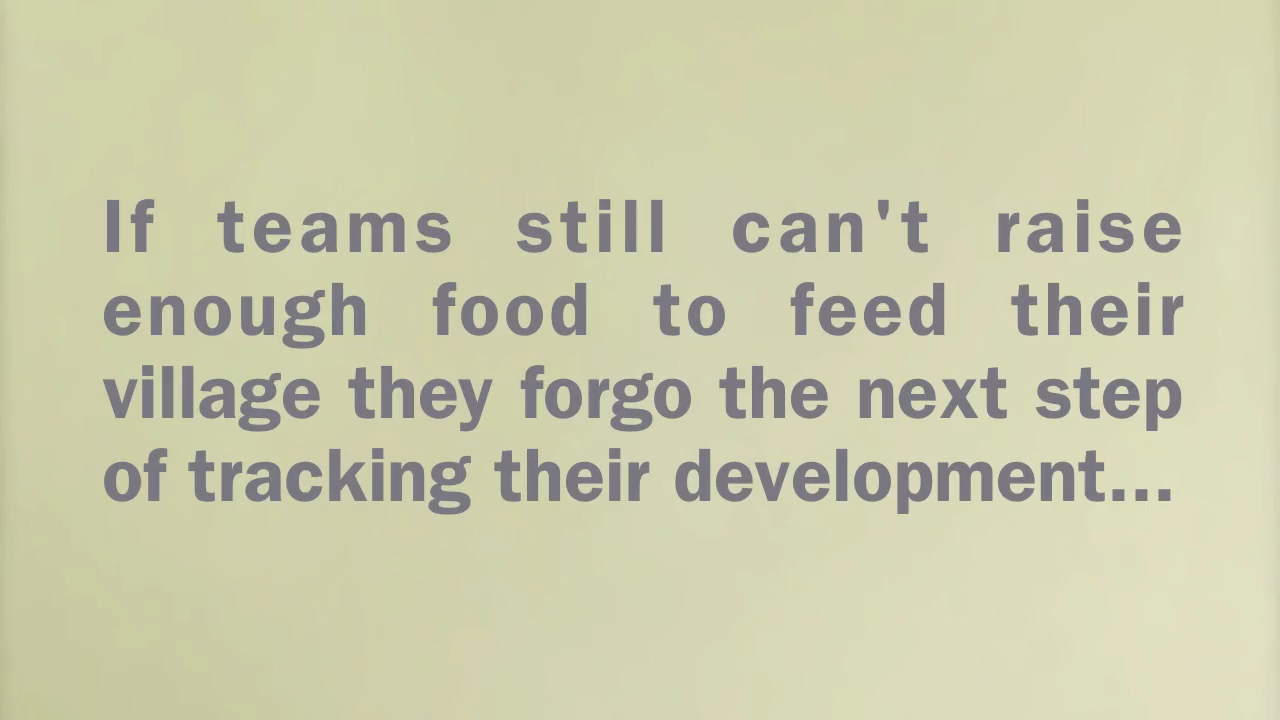 If teams still can't raise
enough food to feed their
village they forgo the next step
of tracking their development...